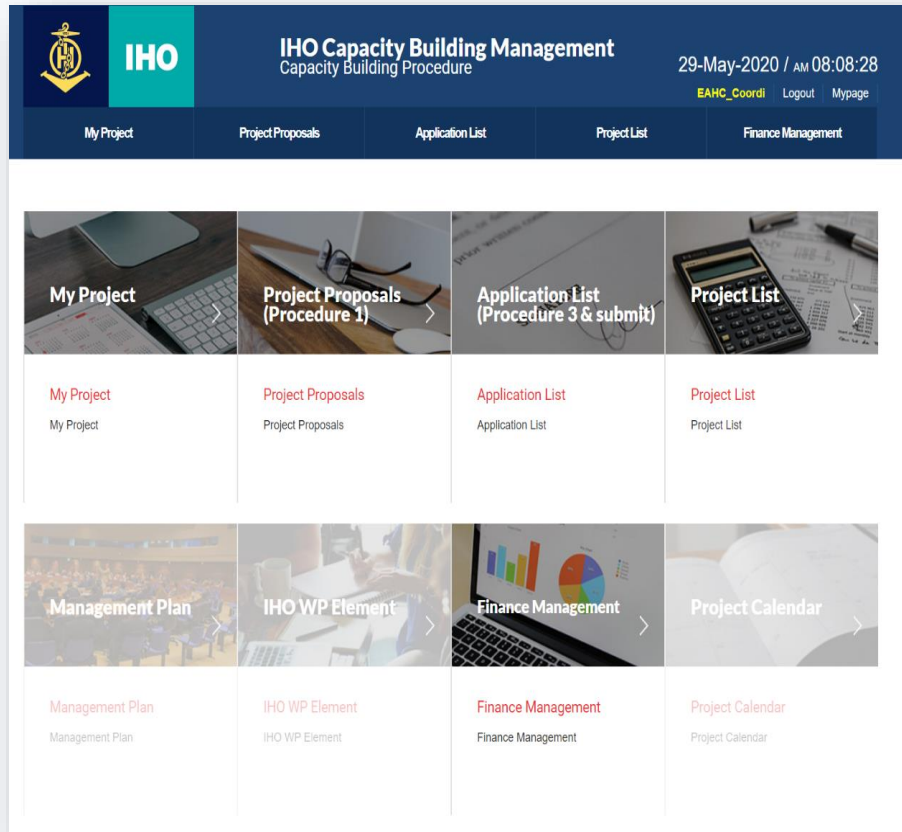 IHO
IHO Capacity Building Management
Capacity Building Procedure
29-May-2020 / AM 08:08:28
EAHC_Coordi Logout Mypage
My Project Project Proposals Application List Project List Finance Management
My Project
Project Proposals
(Procedure 1)
Application List
(Procedure 3 & submit)
Project List
My Project
My Project
Project Proposals
Project Proposals
Application List
Application List
Project List
Project List
Management Plan
IHO WP Element
Finance Management
Project Calendar
Management Plan
Management Plan
IHO WP Element
IHO WP Element
Finance Management
Finance Management
Project Calendar
Project Calendar